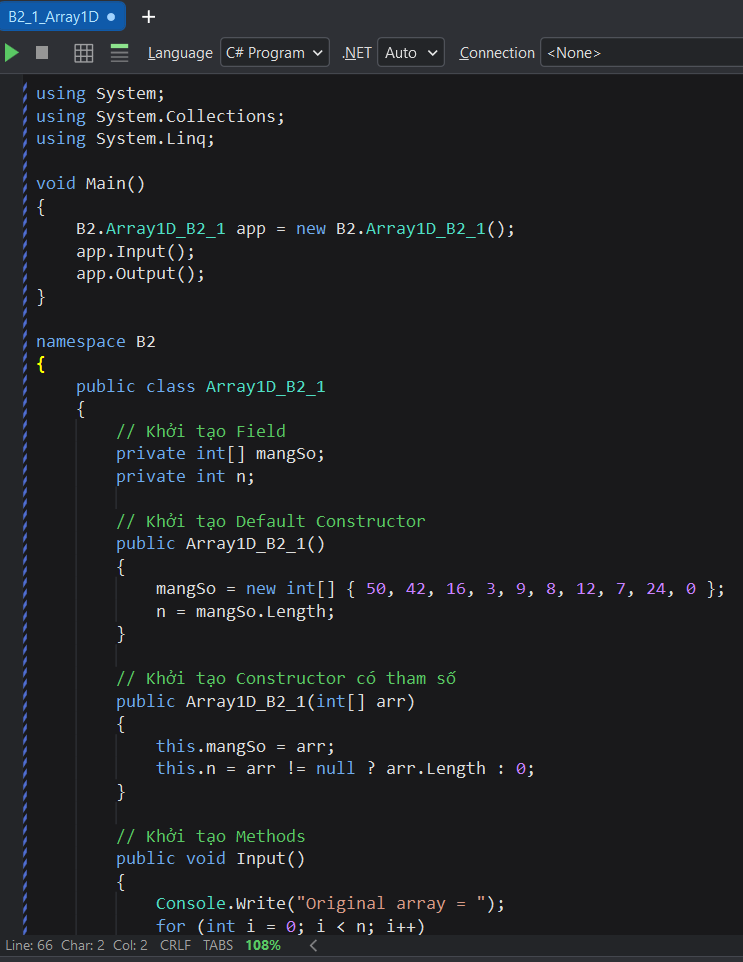 B2_1_Array1D
Language C# Program .NET Auto Connection <None>
using System;
using System.Collections;
using System.Linq;
void Main()
{
B2.Array1D_B2_1 app = new B2.Array1D_B2_1();
app.Input();
app.Output();
}
namespace B2
{
public class Array1D_B2_1
{
// Khởi tạo Field
private int[] mangSo;
private int n;
// Khởi tạo Default Constructor
public Array1D_B2_1()
{
mangSo = new int[] { 50, 42, 16, 3, 9, 8, 12, 7, 24, 0 };
n = mangSo.Length;
}
// Khởi tạo Constructor có tham số
public Array1D_B2_1(int[] arr)
{
this.mangSo = arr;
this.n = arr != null ? arr.Length : 0;
}
// Khởi tạo Methods
public void Input()
{
Console.Write("Original array = ");
for (int i = 0; i < n; i++)
Line: 66 Char: 2 Col: 2 CRLF TABS 108%